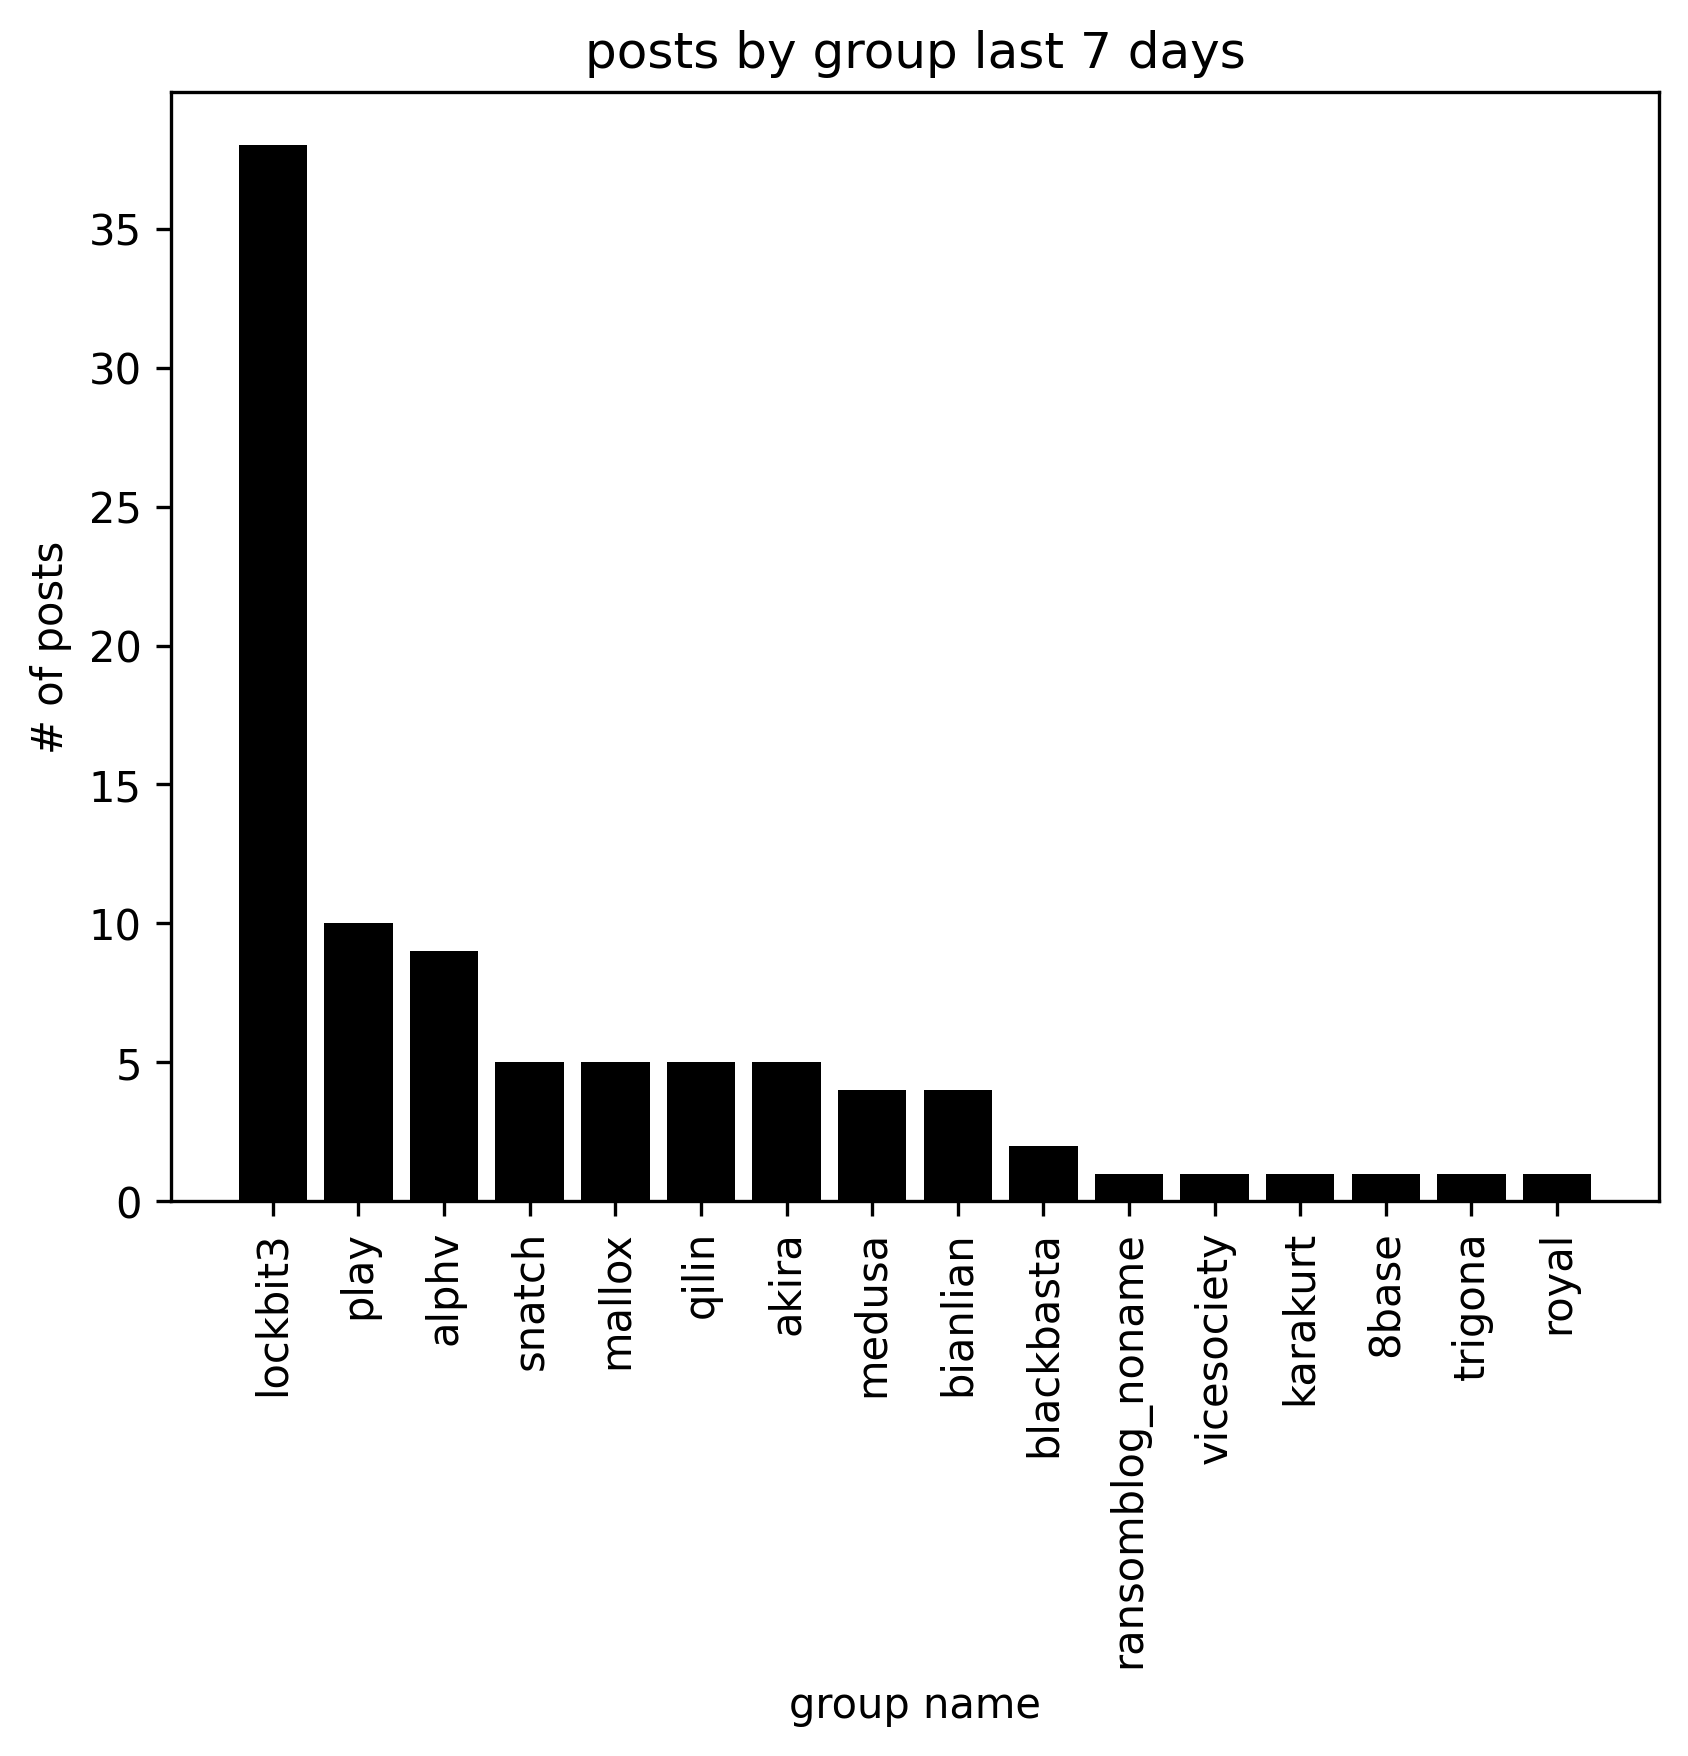 posts by group last 7 days
# of posts
35
30
25
20
15
10
5
0
lockbit3
play
alphv
snatch
mallox
qilin
akira
medusa
bianlian
blackbasta
ransomblog_noname
vicesociety
karakurt
8base
trigona
royal
group name